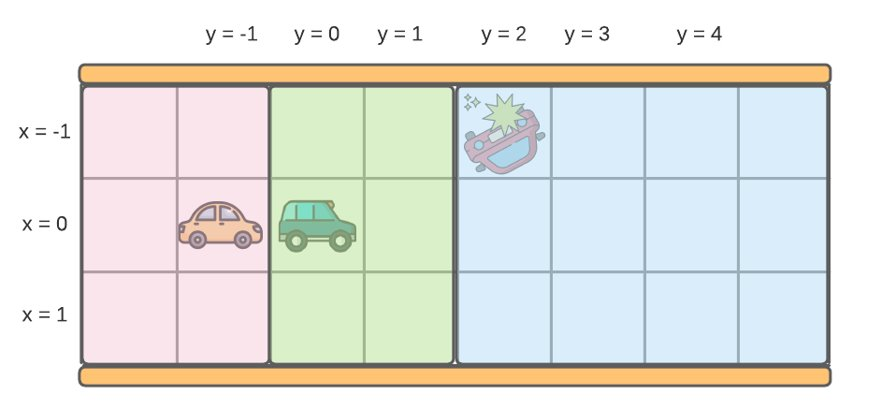 y = -1 y = 0 y = 1 y = 2 y = 3 y = 4
x = -1
x = 0
x = 1